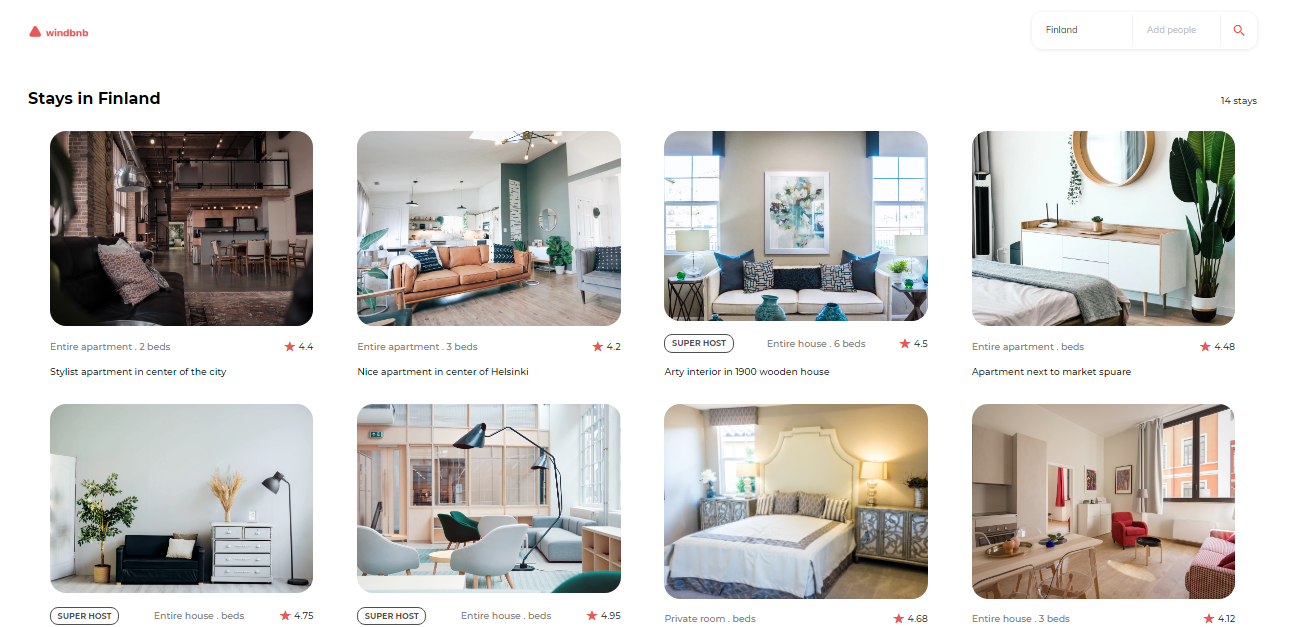 windbnb
Finland
Add people
Stays in Finland
14 stays
Entire apartment . 2 beds
4.4
Entire apartment . 3 beds
4.2
SUPER HOST
Entire house . 6 beds
4.5
Entire apartment . beds
4.48
Stylist apartment in center of the city
Nice apartment in center of Helsinki
Arty interior in 1900 wooden house
Apartment next to market spuare
SUPER HOST
Entire house . beds
4.75
SUPER HOST
Entire house . beds
4.95
Private room . beds
4.68
Entire house . 3 beds
4.12